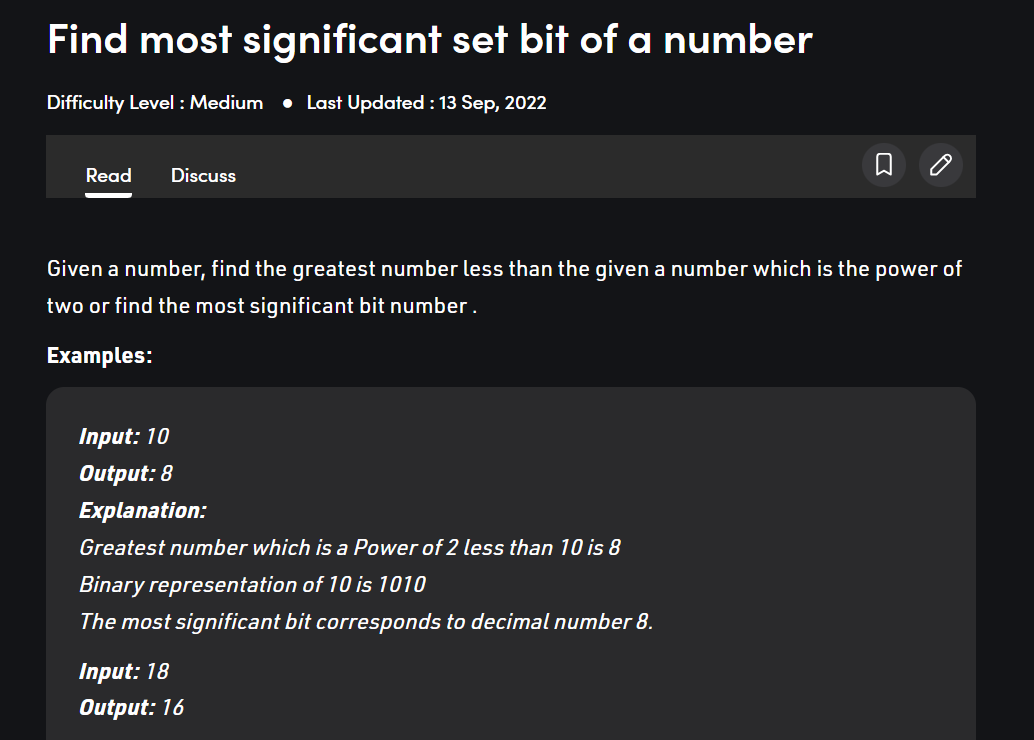 Find most significant set bit of a number
Difficulty Level : Medium ● Last Updated : 13 Sep, 2022
Read Discuss
Given a number, find the greatest number less than the given a number which is the power of
two or find the most significant bit number .
Examples:
Input: 10
Output: 8
Explanation:
Greatest number which is a Power of 2 less than 10 is 8
Binary representation of 10 is 1010
The most significant bit corresponds to decimal number 8.
Input: 18
Output: 16